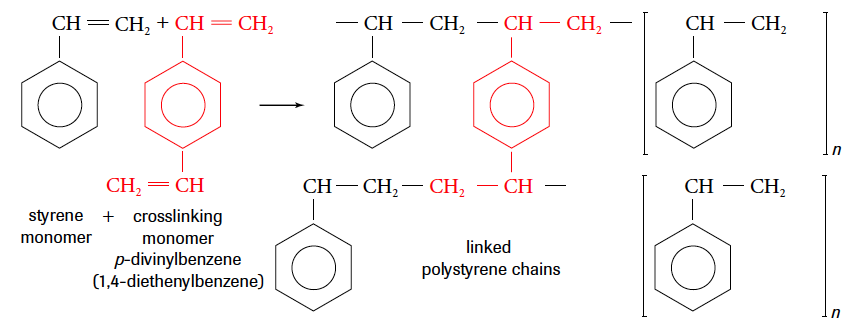 CH = CH₂ + CH = CH₂
— CH — CH₂ — CH — CH₂ —
CH — CH₂
n
CH₂ = CH
CH — CH₂ — CH₂ — CH —
CH — CH₂
n
styrene + crosslinking
monomer monomer
p-divinylbenzene
(1,4-diethenylbenzene)
linked
polystyrene chains